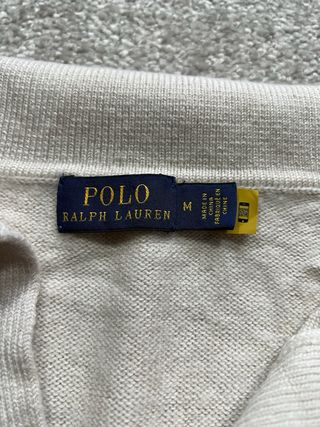 POLO
RALPH LAUREN
M
MADE IN
CHINA
FABRIQUÉ EN
CHINE